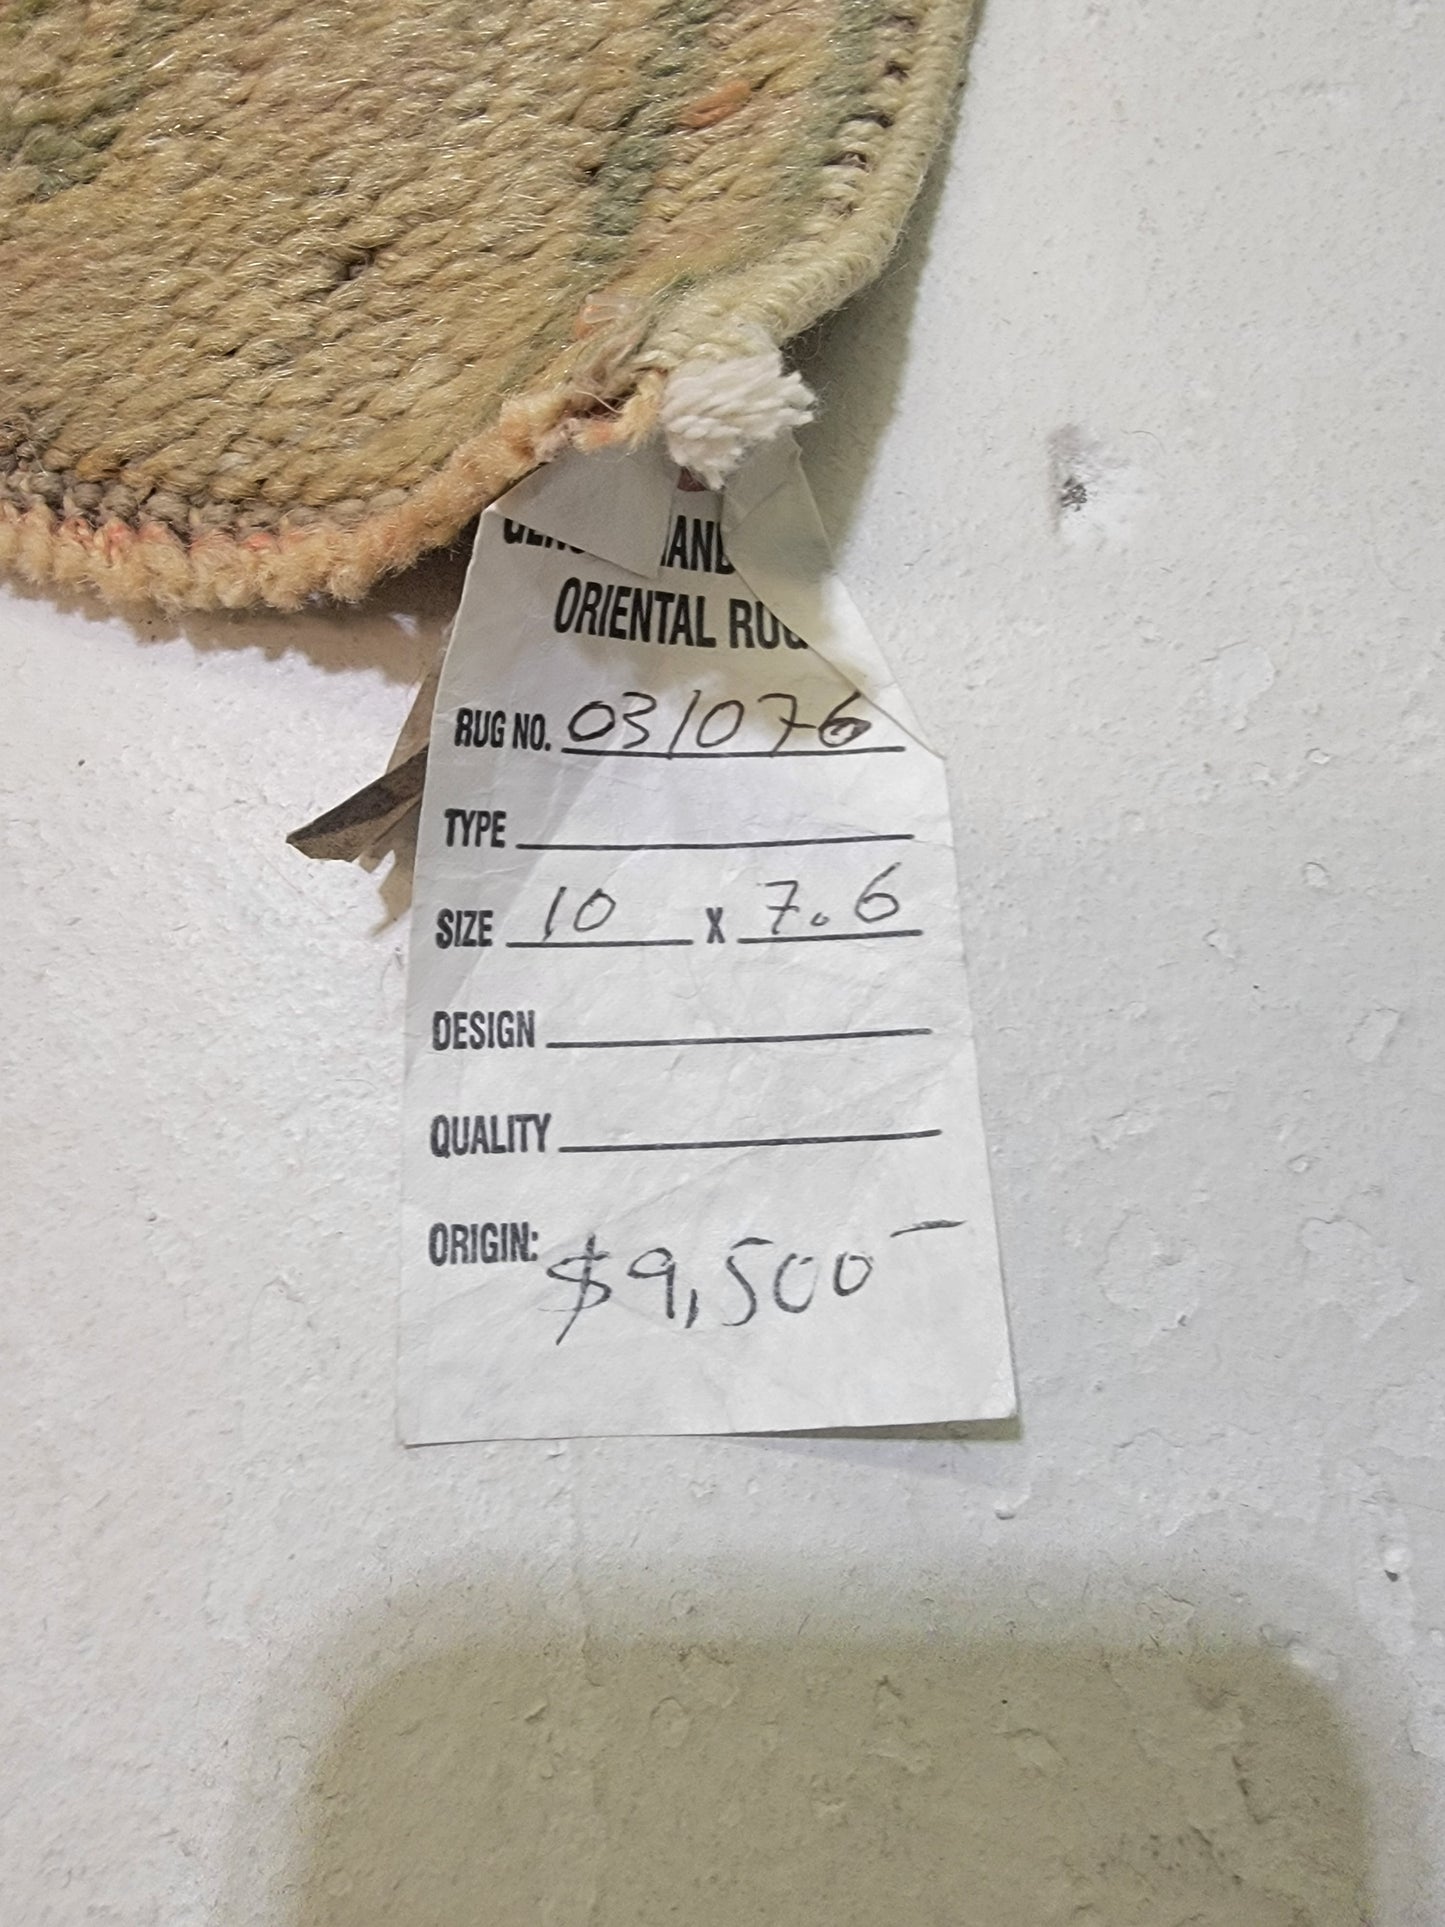 ORIENTAL RUG
RUG NO. 031076
TYPE
SIZE 10 X 7.6
DESIGN
QUALITY
ORIGIN: $9,500-